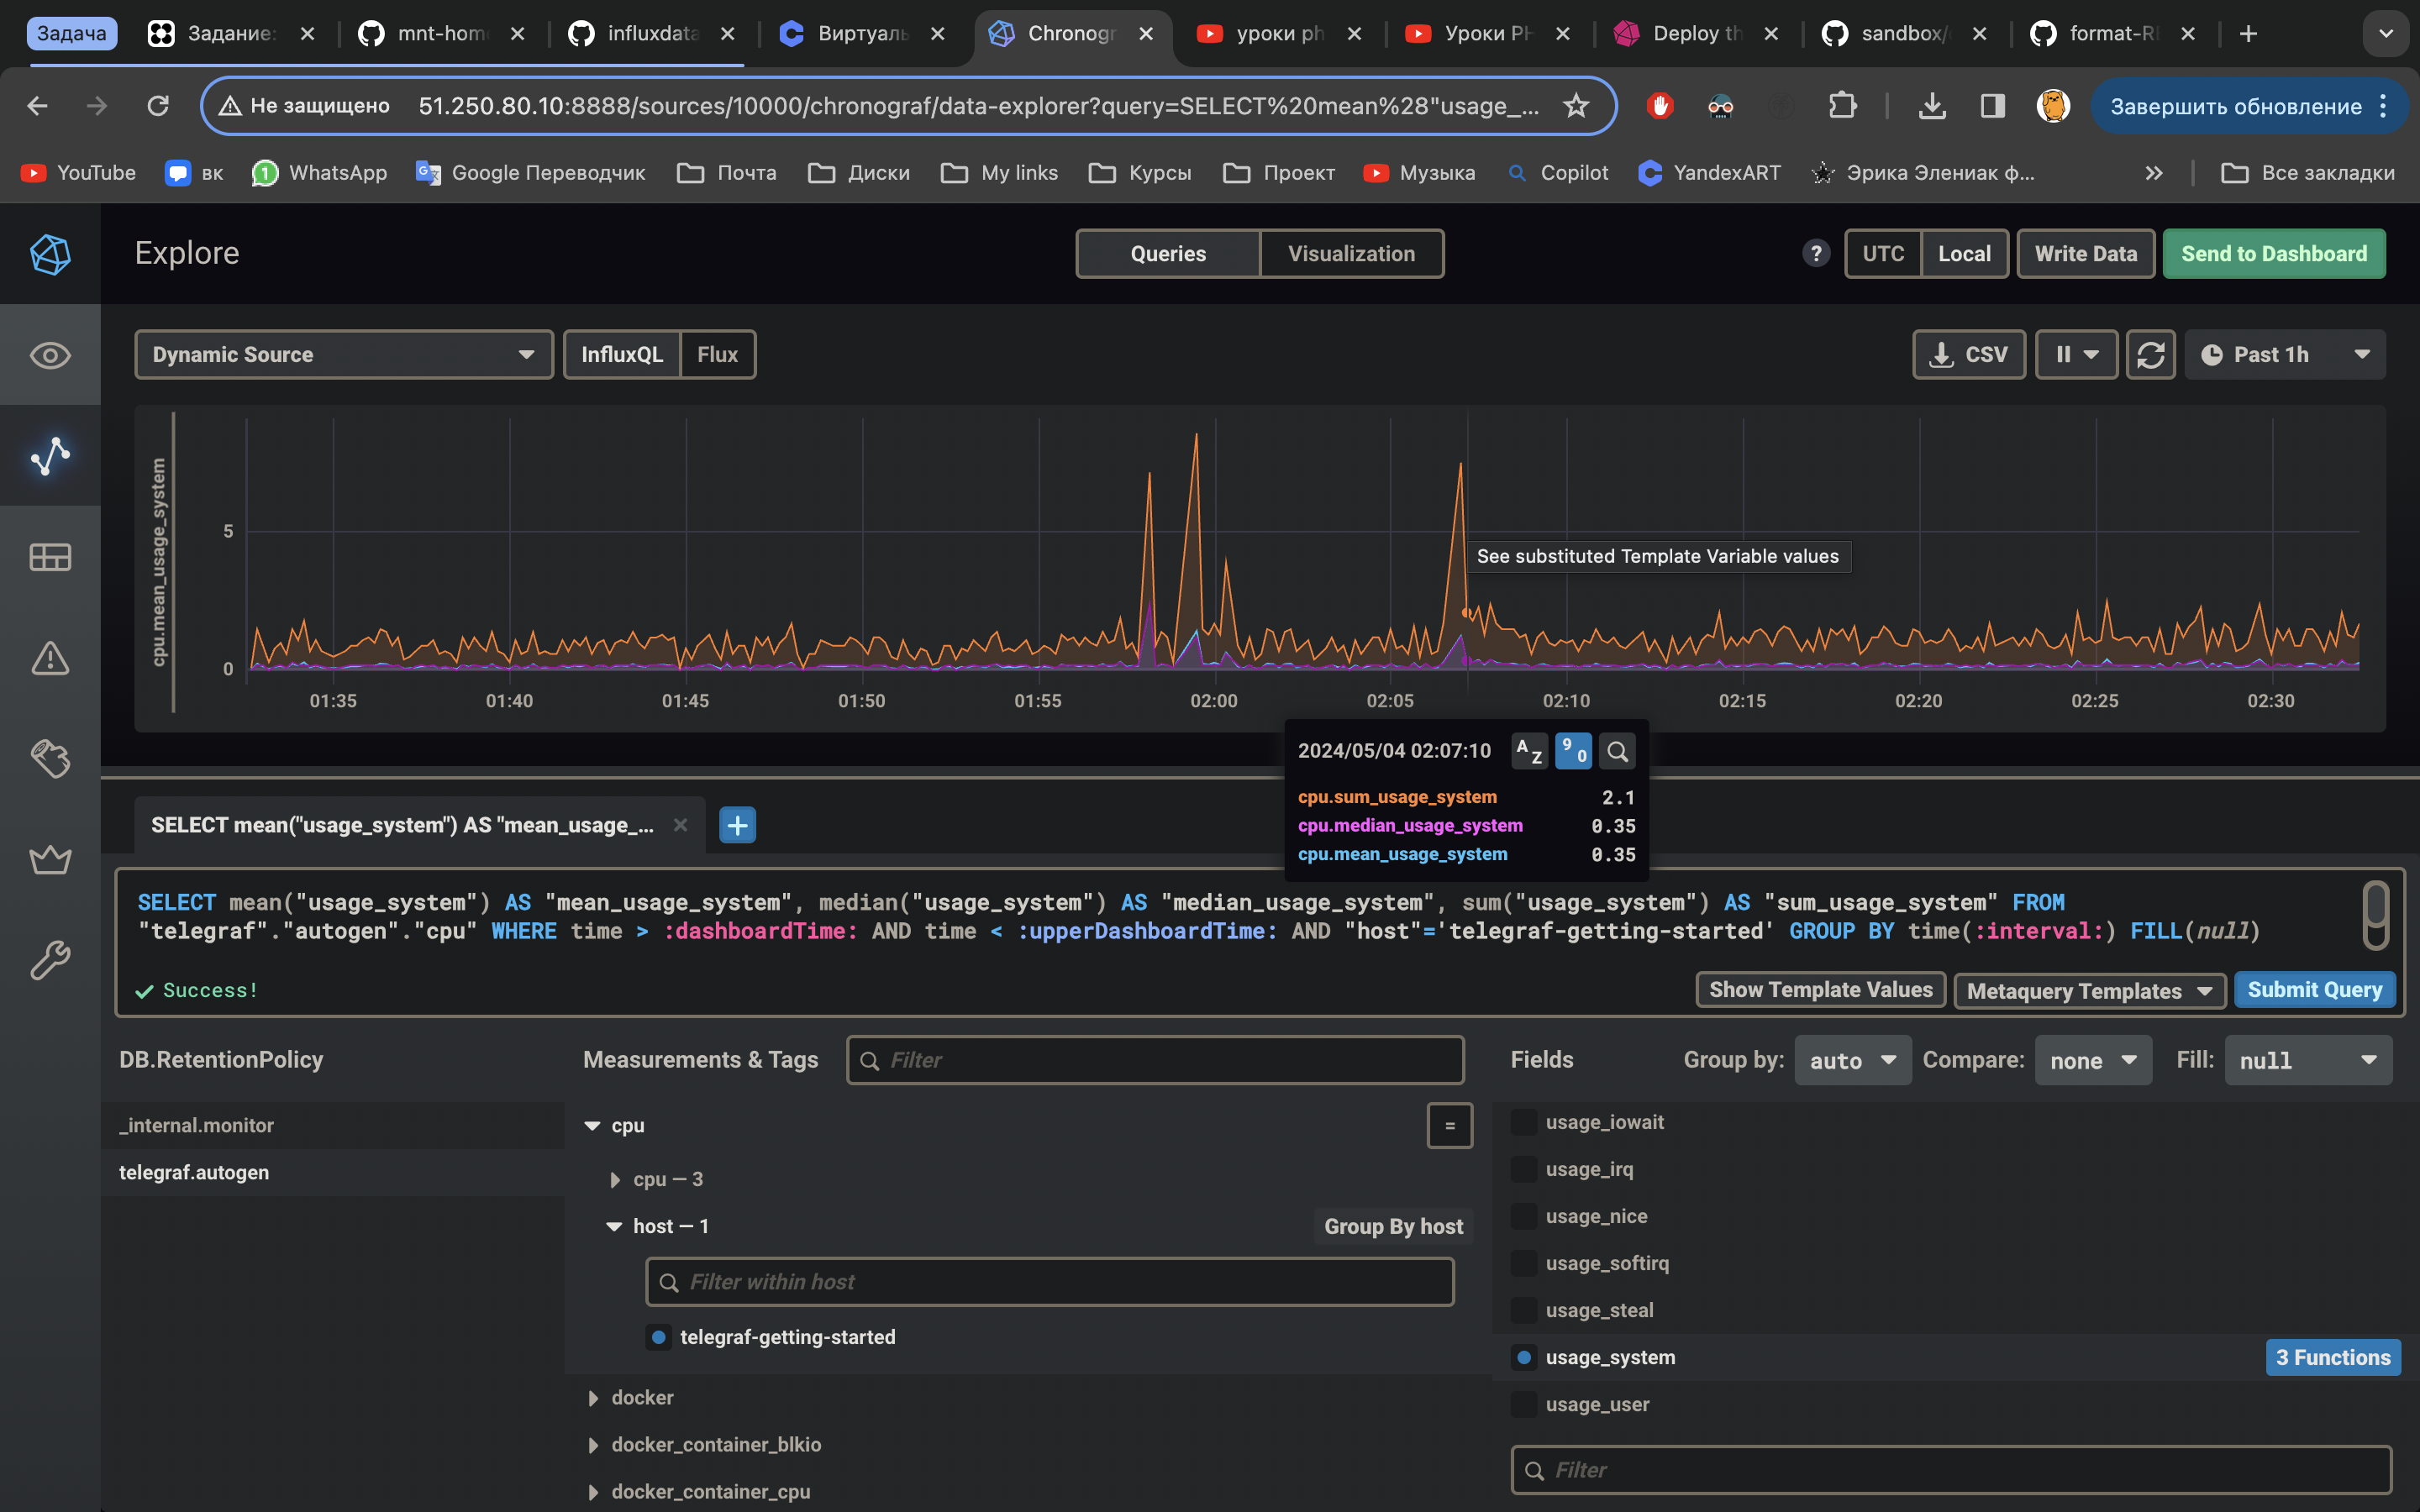 Задача Задание: mnt-hom influxdata Виртуаль Chronogr уроки ph Уроки PH Deploy th sandbox/ format-RE
Не защищено 51.250.80.10:8888/sources/10000/chronograf/data-explorer?query=SELECT%20mean%28"usage_... Завершить обновление
YouTube вк 1 WhatsApp Google Переводчик Почта Диски My links Курсы Проект Музыка Copilot YandexART Эрика Элениак ф... Все закладки
Explore Queries Visualization ? UTC Local Write Data Send to Dashboard
Dynamic Source InfluxQL Flux CSV Past 1h
cpu.mean_usage_system
5
See substituted Template Variable values
0
01:35 01:40 01:45 01:50 01:55 02:00 02:05 02:10 02:15 02:20 02:25 02:30
2024/05/04 02:07:10 A Z 9 0
cpu.sum_usage_system 2.1
cpu.median_usage_system 0.35
cpu.mean_usage_system 0.35
SELECT mean("usage_system") AS "mean_usage_...
SELECT mean("usage_system") AS "mean_usage_system", median("usage_system") AS "median_usage_system", sum("usage_system") AS "sum_usage_system" FROM
"telegraf"."autogen"."cpu" WHERE time > :dashboardTime: AND time < :upperDashboardTime: AND "host"='telegraf-getting-started' GROUP BY time(:interval:) FILL(null)
Success! Show Template Values Metaquery Templates Submit Query
DB.RetentionPolicy Measurements & Tags Filter Fields Group by: auto Compare: none Fill: null
_internal.monitor
telegraf.autogen
cpu =
cpu — 3
host — 1 Group By host
Filter within host
telegraf-getting-started
docker
docker_container_blkio
docker_container_cpu
usage_iowait
usage_irq
usage_nice
usage_softirq
usage_steal
usage_system 3 Functions
usage_user
Filter